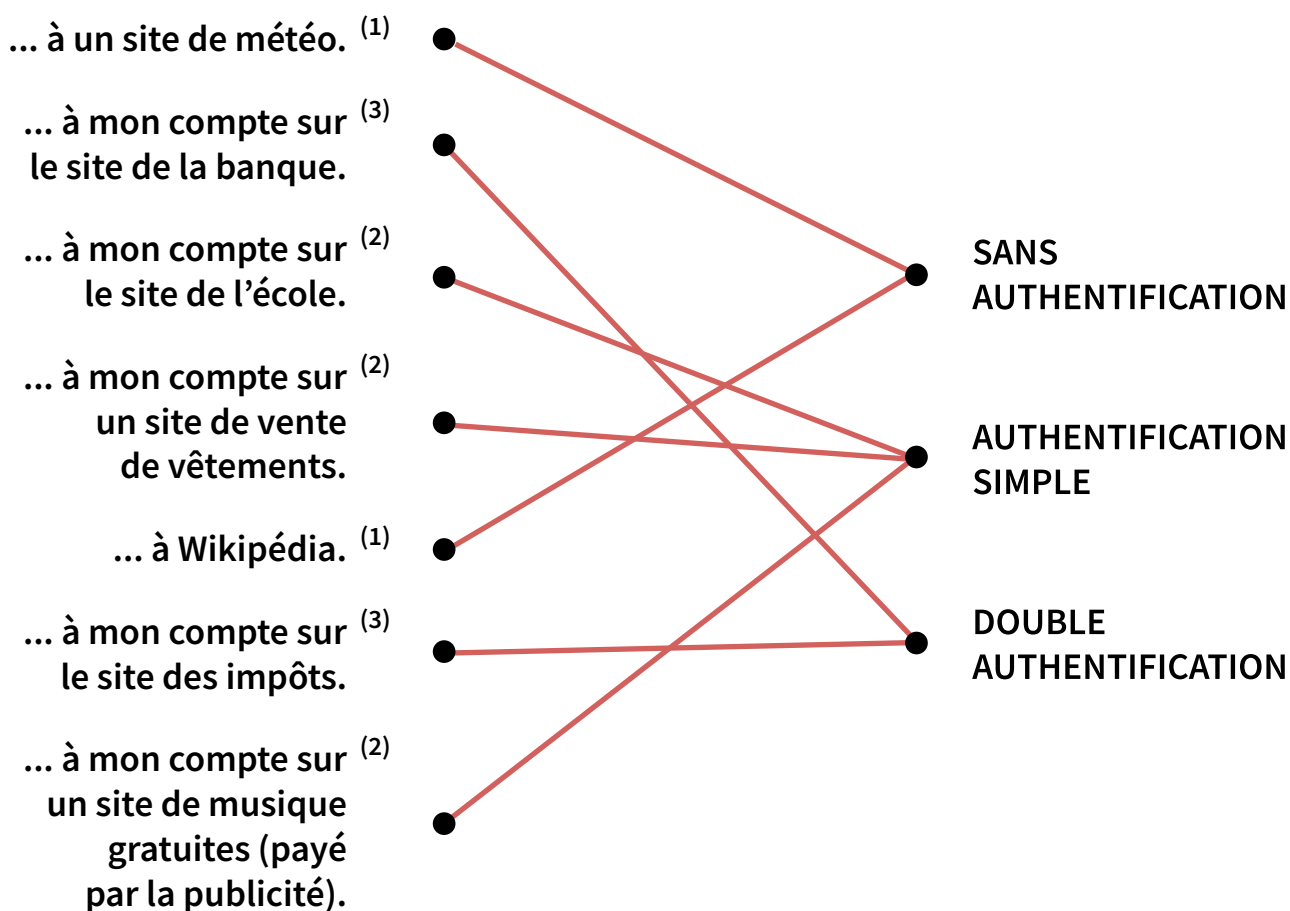 ... à un site de météo. (1)
... à mon compte sur (3)
le site de la banque.
... à mon compte sur (2)
le site de l’école.
... à mon compte sur (2)
un site de vente
de vêtements.
... à Wikipédia. (1)
... à mon compte sur (3)
le site des impôts.
... à mon compte sur (2)
un site de musique
gratuites (payé
par la publicité).
SANS
AUTHENTIFICATION
AUTHENTIFICATION
SIMPLE
DOUBLE
AUTHENTIFICATION